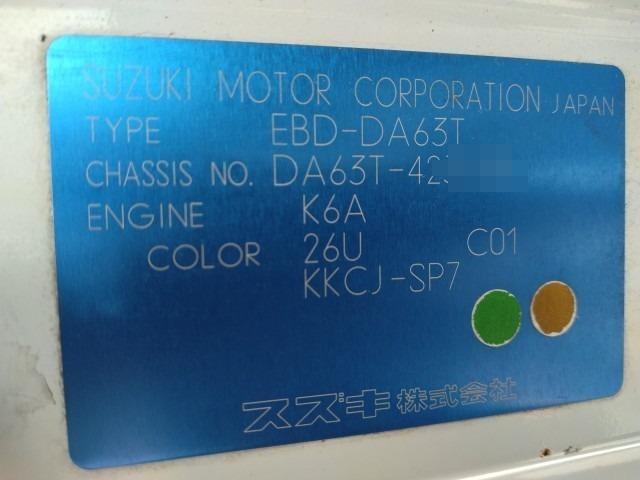 SUZUKI MOTOR CORPORATION JAPAN
TYPE EBD-DA63T
CHASSIS NO. DA63T-42
ENGINE K6A
COLOR 26U C01
KKCJ-SP7
スズキ株式会社